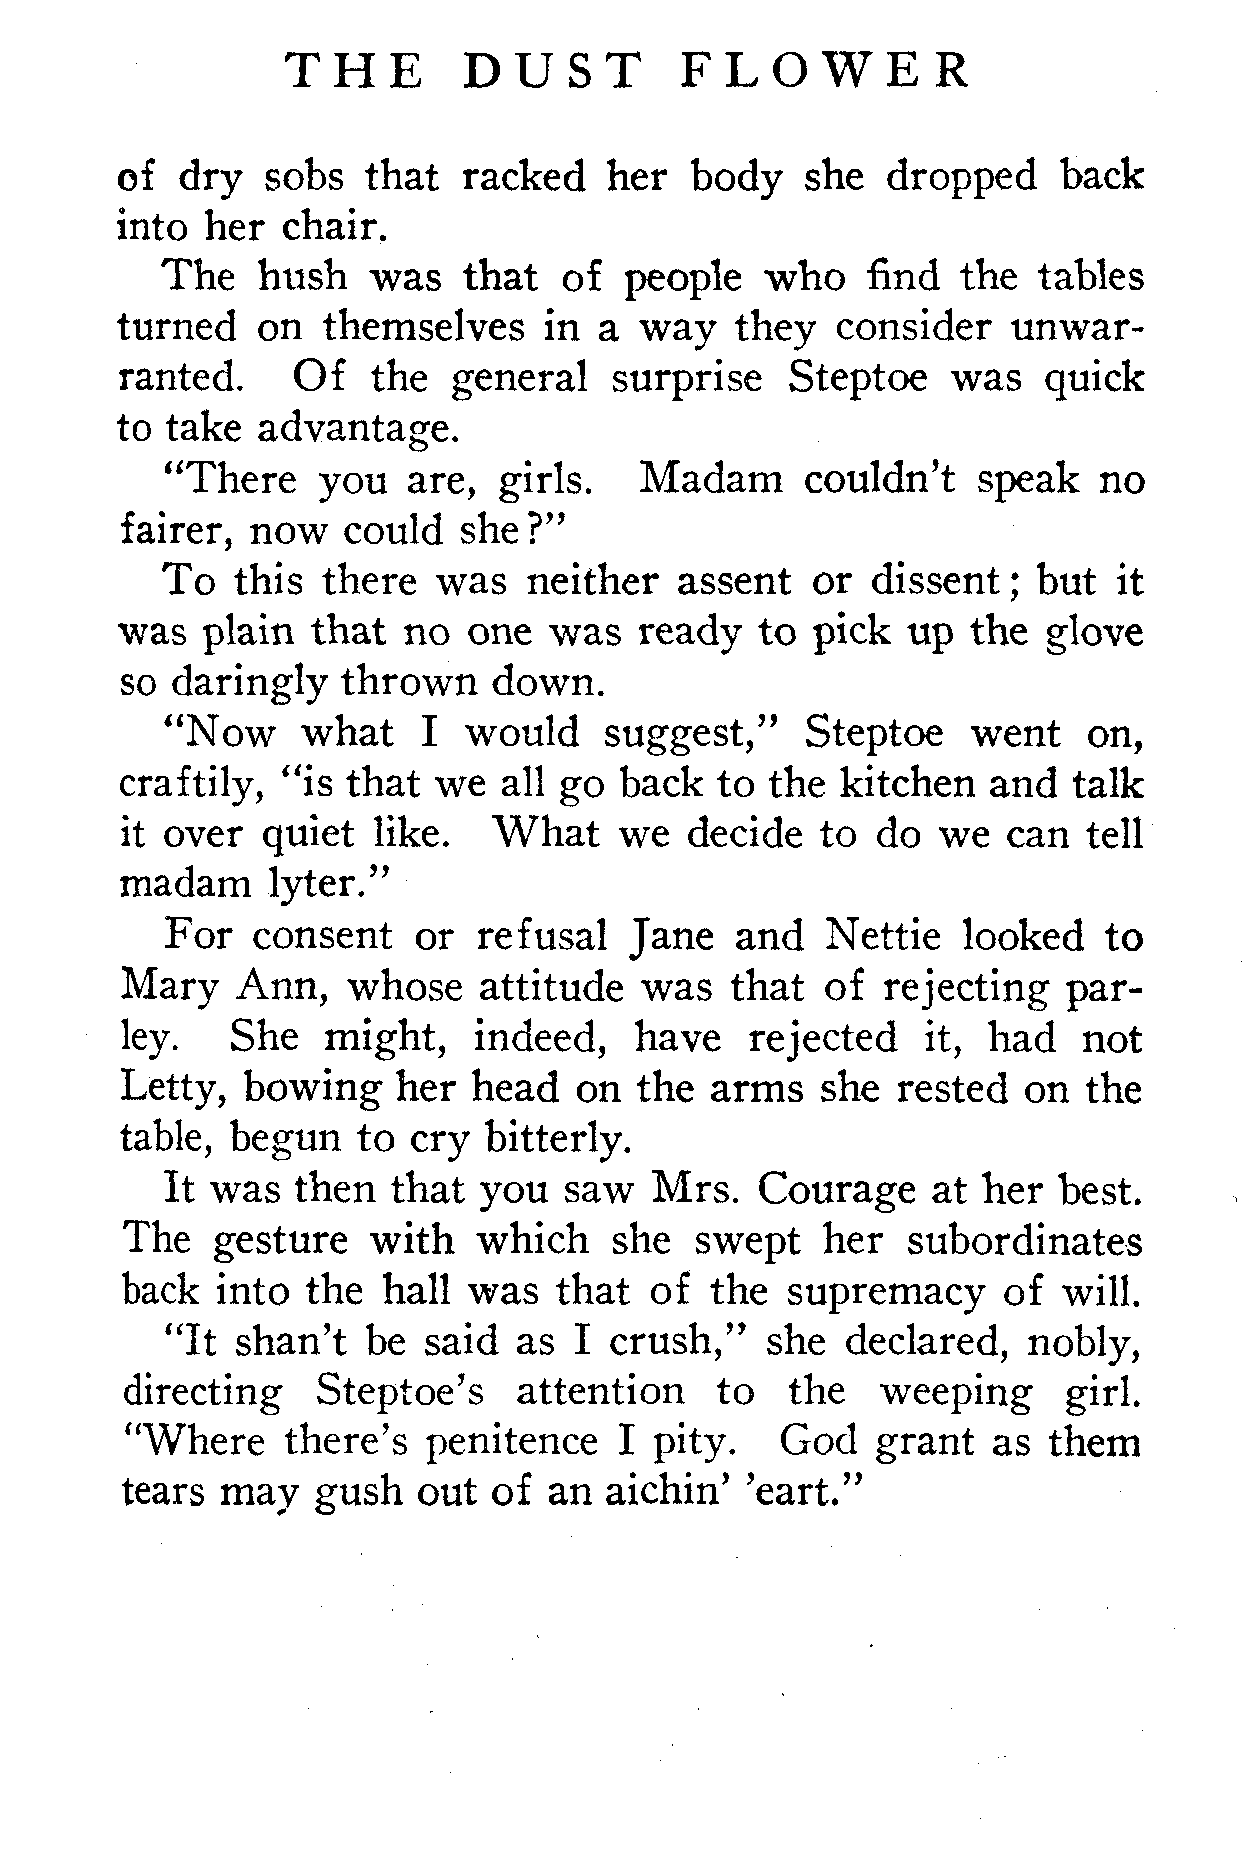 THE DUST FLOWER
of dry sobs that racked her body she dropped back
into her chair.
The hush was that of people who find the tables
turned on themselves in a way they consider unwar-
ranted. Of the general surprise Steptoe was quick
to take advantage.
“There you are, girls. Madam couldn’t speak no
fairer, now could she?”
To this there was neither assent or dissent; but it
was plain that no one was ready to pick up the glove
so daringly thrown down.
“Now what I would suggest,” Steptoe went on,
craftily, “is that we all go back to the kitchen and talk
it over quiet like. What we decide to do we can tell
madam lyter.”
For consent or refusal Jane and Nettie looked to
Mary Ann, whose attitude was that of rejecting par-
ley. She might, indeed, have rejected it, had not
Letty, bowing her head on the arms she rested on the
table, begun to cry bitterly.
It was then that you saw Mrs. Courage at her best.
The gesture with which she swept her subordinates
back into the hall was that of the supremacy of will.
“It shan’t be said as I crush,” she declared, nobly,
directing Steptoe’s attention to the weeping girl.
“Where there’s penitence I pity. God grant as them
tears may gush out of an aichin’ ’eart.”